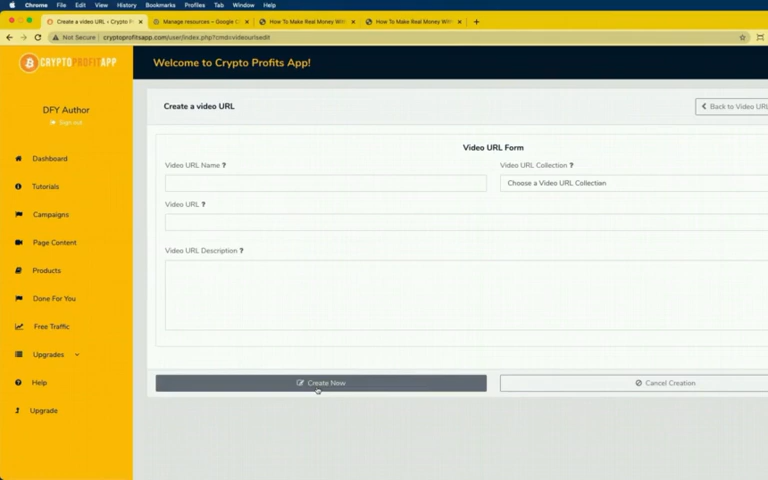 Chrome File Edit View History Bookmarks Profiles Tab Window Help
Create a video URL ‹ Crypto P
Manage resources – Google C
How To Make Real Money With
How To Make Real Money With
Not Secure cryptoprofitsapp.com/user/index.php?cmd=videourlsedit
CRYPTOPROFITAPP
Welcome to Crypto Profits App!
DFY Author
Sign out
Create a video URL
Back to Video URL
Video URL Form
Video URL Name ?
Video URL Collection ?
Choose a Video URL Collection
Video URL ?
Video URL Description ?
Create Now
Cancel Creation
Dashboard
Tutorials
Campaigns
Page Content
Products
Done For You
Free Traffic
Upgrades
Help
Upgrade